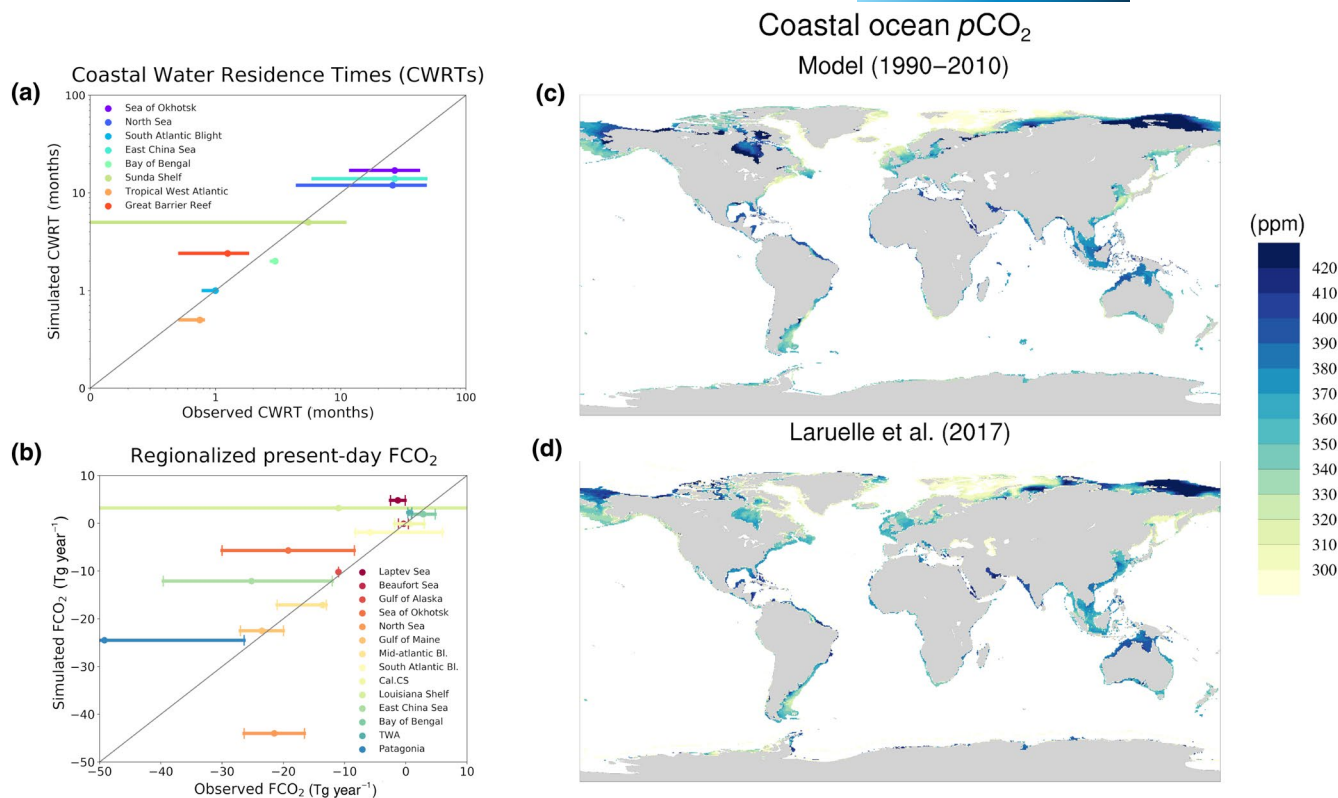 Coastal ocean pCO₂
Model (1990–2010)
(a)
Coastal Water Residence Times (CWRTs)
100
10
1
0
Simulated CWRT (months)
Sea of Okhotsk
North Sea
South Atlantic Blight
East China Sea
Bay of Bengal
Sunda Shelf
Tropical West Atlantic
Great Barrier Reef
0
1
10
100
Observed CWRT (months)
(b)
Regionalized present-day FCO₂
10
0
−10
−20
−30
−40
−50
Simulated FCO₂ (Tg year⁻¹)
Laptev Sea
Beaufort Sea
Gulf of Alaska
Sea of Okhotsk
North Sea
Gulf of Maine
Mid-atlantic Bl.
South Atlantic Bl.
Cal.CS
Louisiana Shelf
East China Sea
Bay of Bengal
TWA
Patagonia
−50
−40
−30
−20
−10
0
10
Observed FCO₂ (Tg year⁻¹)
(c)
(d)
Laruelle et al. (2017)
(ppm)
420
410
400
390
380
370
360
350
340
330
320
310
300